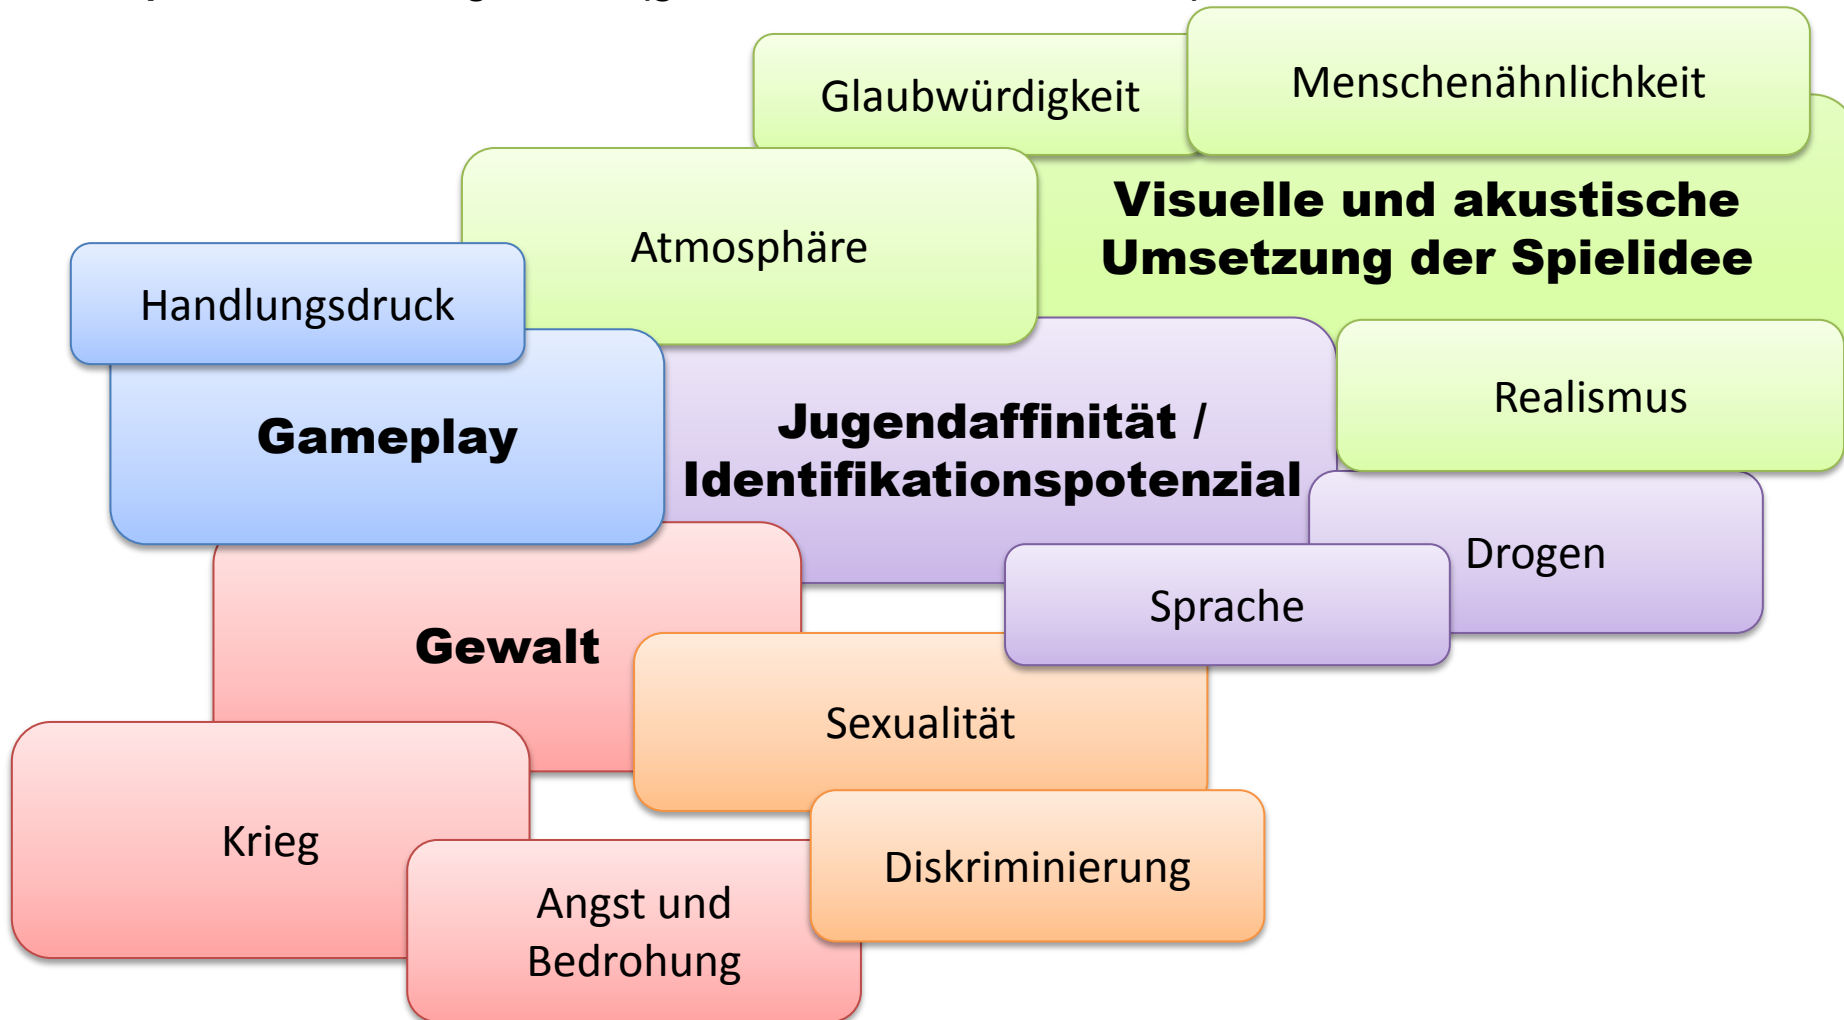 Glaubwürdigkeit
Menschenähnlichkeit
Visuelle und akustische
Umsetzung der Spielidee
Atmosphäre
Handlungsdruck
Realismus
Gameplay
Jugendaffinität /
Identifikationspotenzial
Drogen
Sprache
Gewalt
Sexualität
Krieg
Diskriminierung
Angst und
Bedrohung